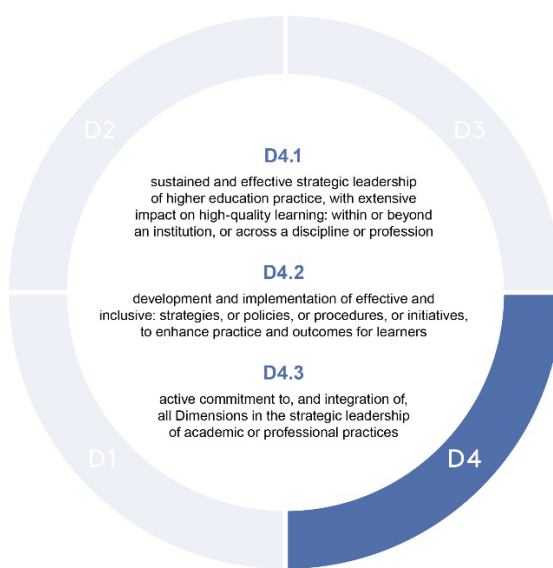 D2
D3
D4.1
sustained and effective strategic leadership
of higher education practice, with extensive
impact on high-quality learning: within or beyond
an institution, or across a discipline or profession
D4.2
development and implementation of effective and
inclusive: strategies, or policies, or procedures, or initiatives,
to enhance practice and outcomes for learners
D4.3
active commitment to, and integration of,
all Dimensions in the strategic leadership
of academic or professional practices
D1
D4